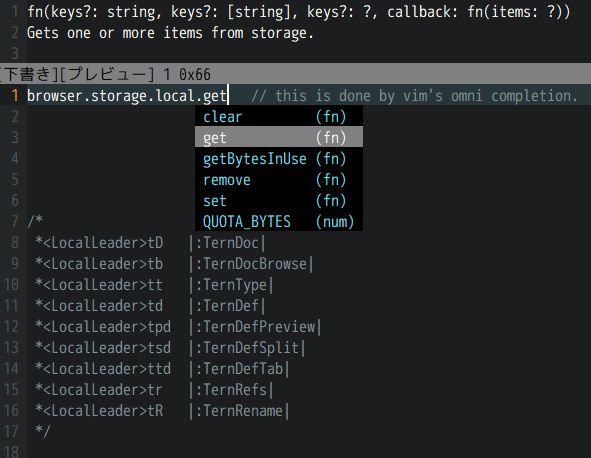 1 fn(keys?: string, keys?: [string], keys?: ?, callback: fn(items: ?))
2 Gets one or more items from storage.
3
[下書き][プレビュー] 1 0x66
1 browser.storage.local.get // this is done by vim's omni completion.
2 clear (fn)
3 get (fn)
4 getBytesInUse (fn)
5 remove (fn)
6 set (fn)
7 /* QUOTA_BYTES (num)
8 *<LocalLeader>tD |:TernDoc|
9 *<LocalLeader>tb |:TernDocBrowse|
10 *<LocalLeader>tt |:TernType|
11 *<LocalLeader>td |:TernDef|
12 *<LocalLeader>tpd |:TernDefPreview|
13 *<LocalLeader>tsd |:TernDefSplit|
14 *<LocalLeader>ttd |:TernDefTab|
15 *<LocalLeader>tr |:TernRefs|
16 *<LocalLeader>tR |:TernRename|
17 */
18